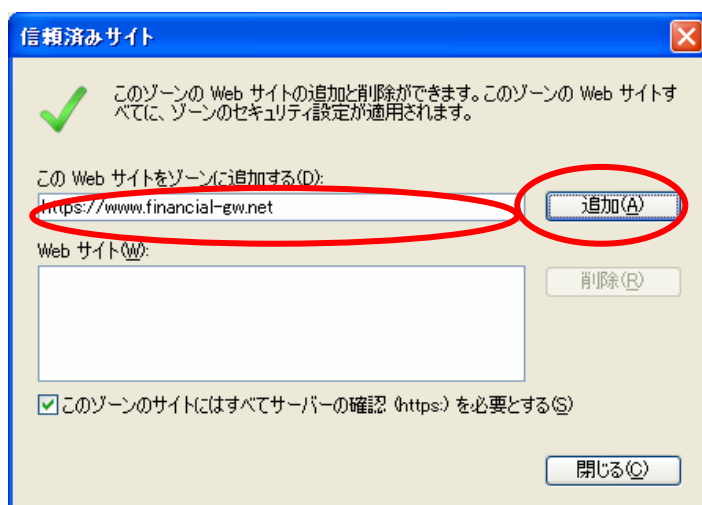 信頼済みサイト
このゾーンの Web サイトの追加と削除ができます。このゾーンの Web サイトす
べてに、ゾーンのセキュリティ設定が適用されます。
この Web サイトをゾーンに追加する(D):
https://www.financial-gw.net
追加(A)
Web サイト(W):
削除(R)
このゾーンのサイトにはすべてサーバーの確認 (https:) を必要とする(S)
閉じる(C)